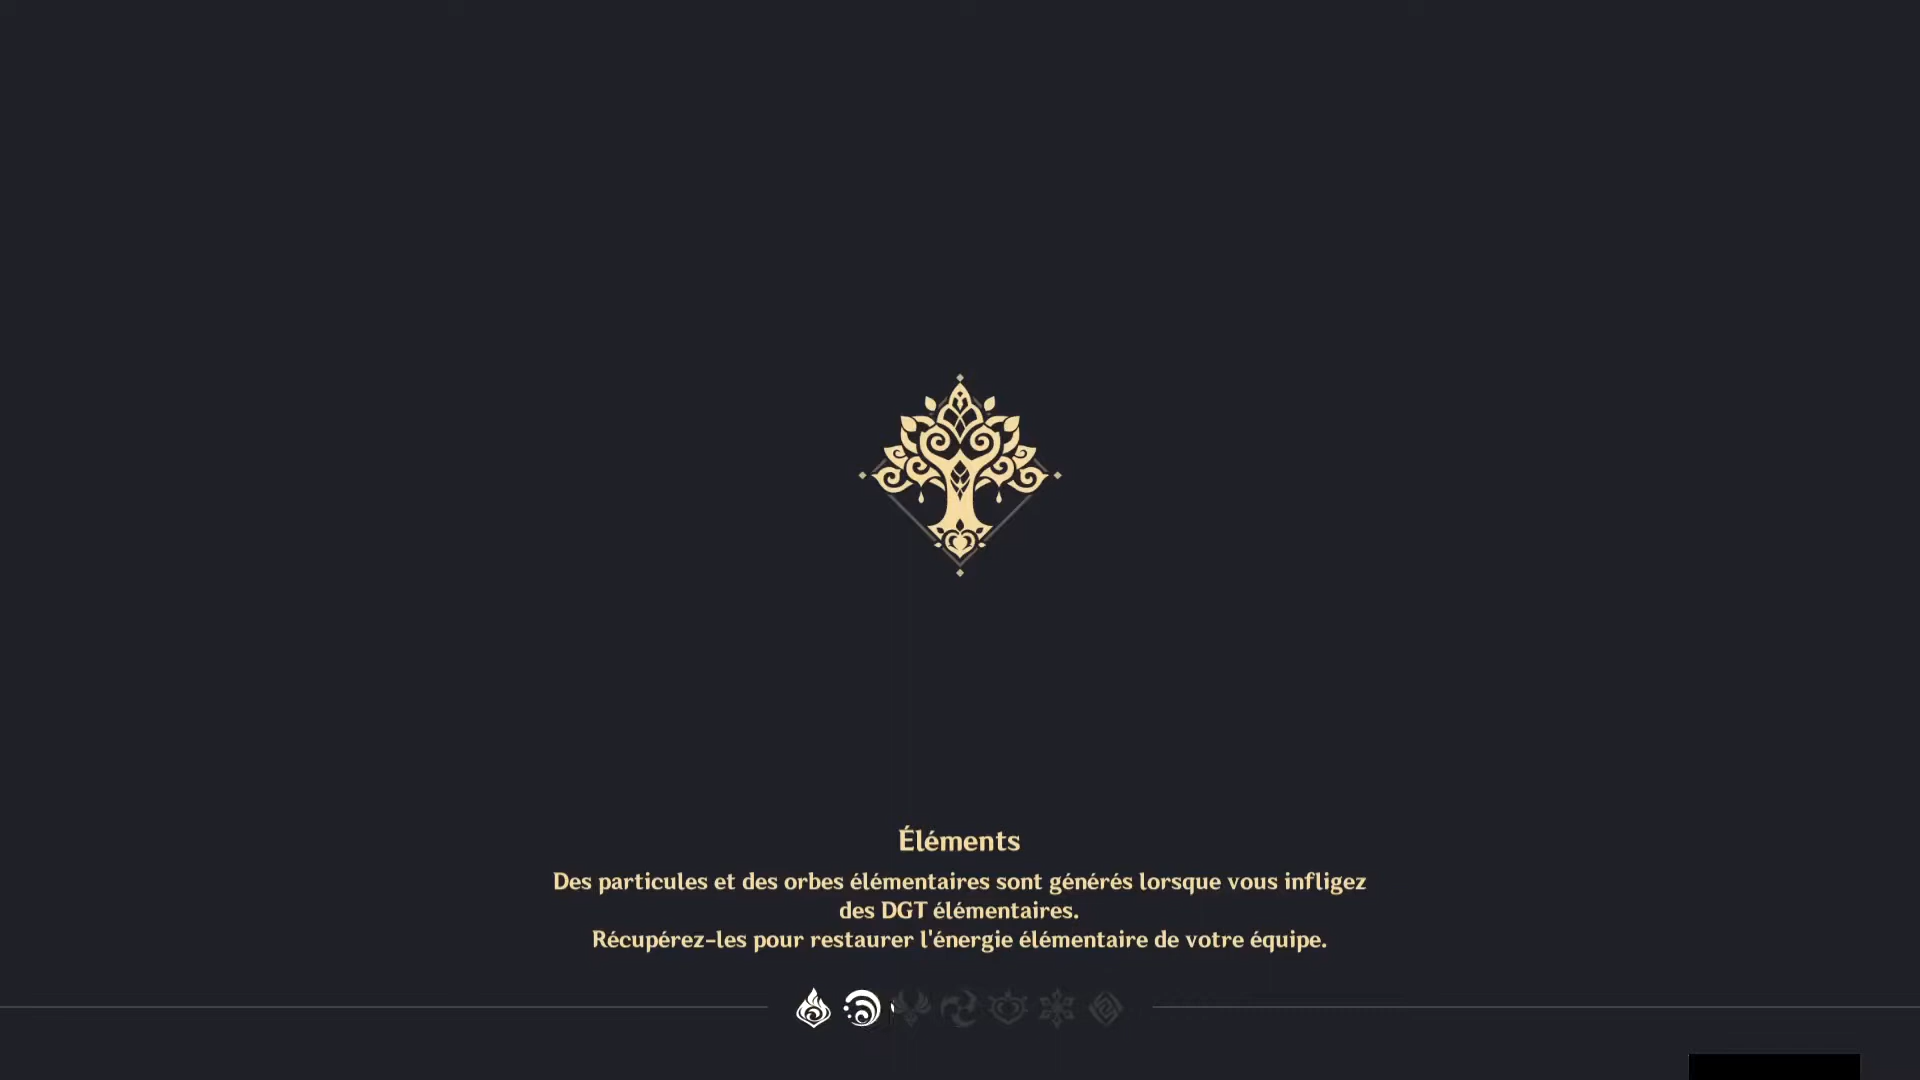 Éléments
Des particules et des orbes élémentaires sont générés lorsque vous infligez
des DGT élémentaires.
Récupérez-les pour restaurer l'énergie élémentaire de votre équipe.